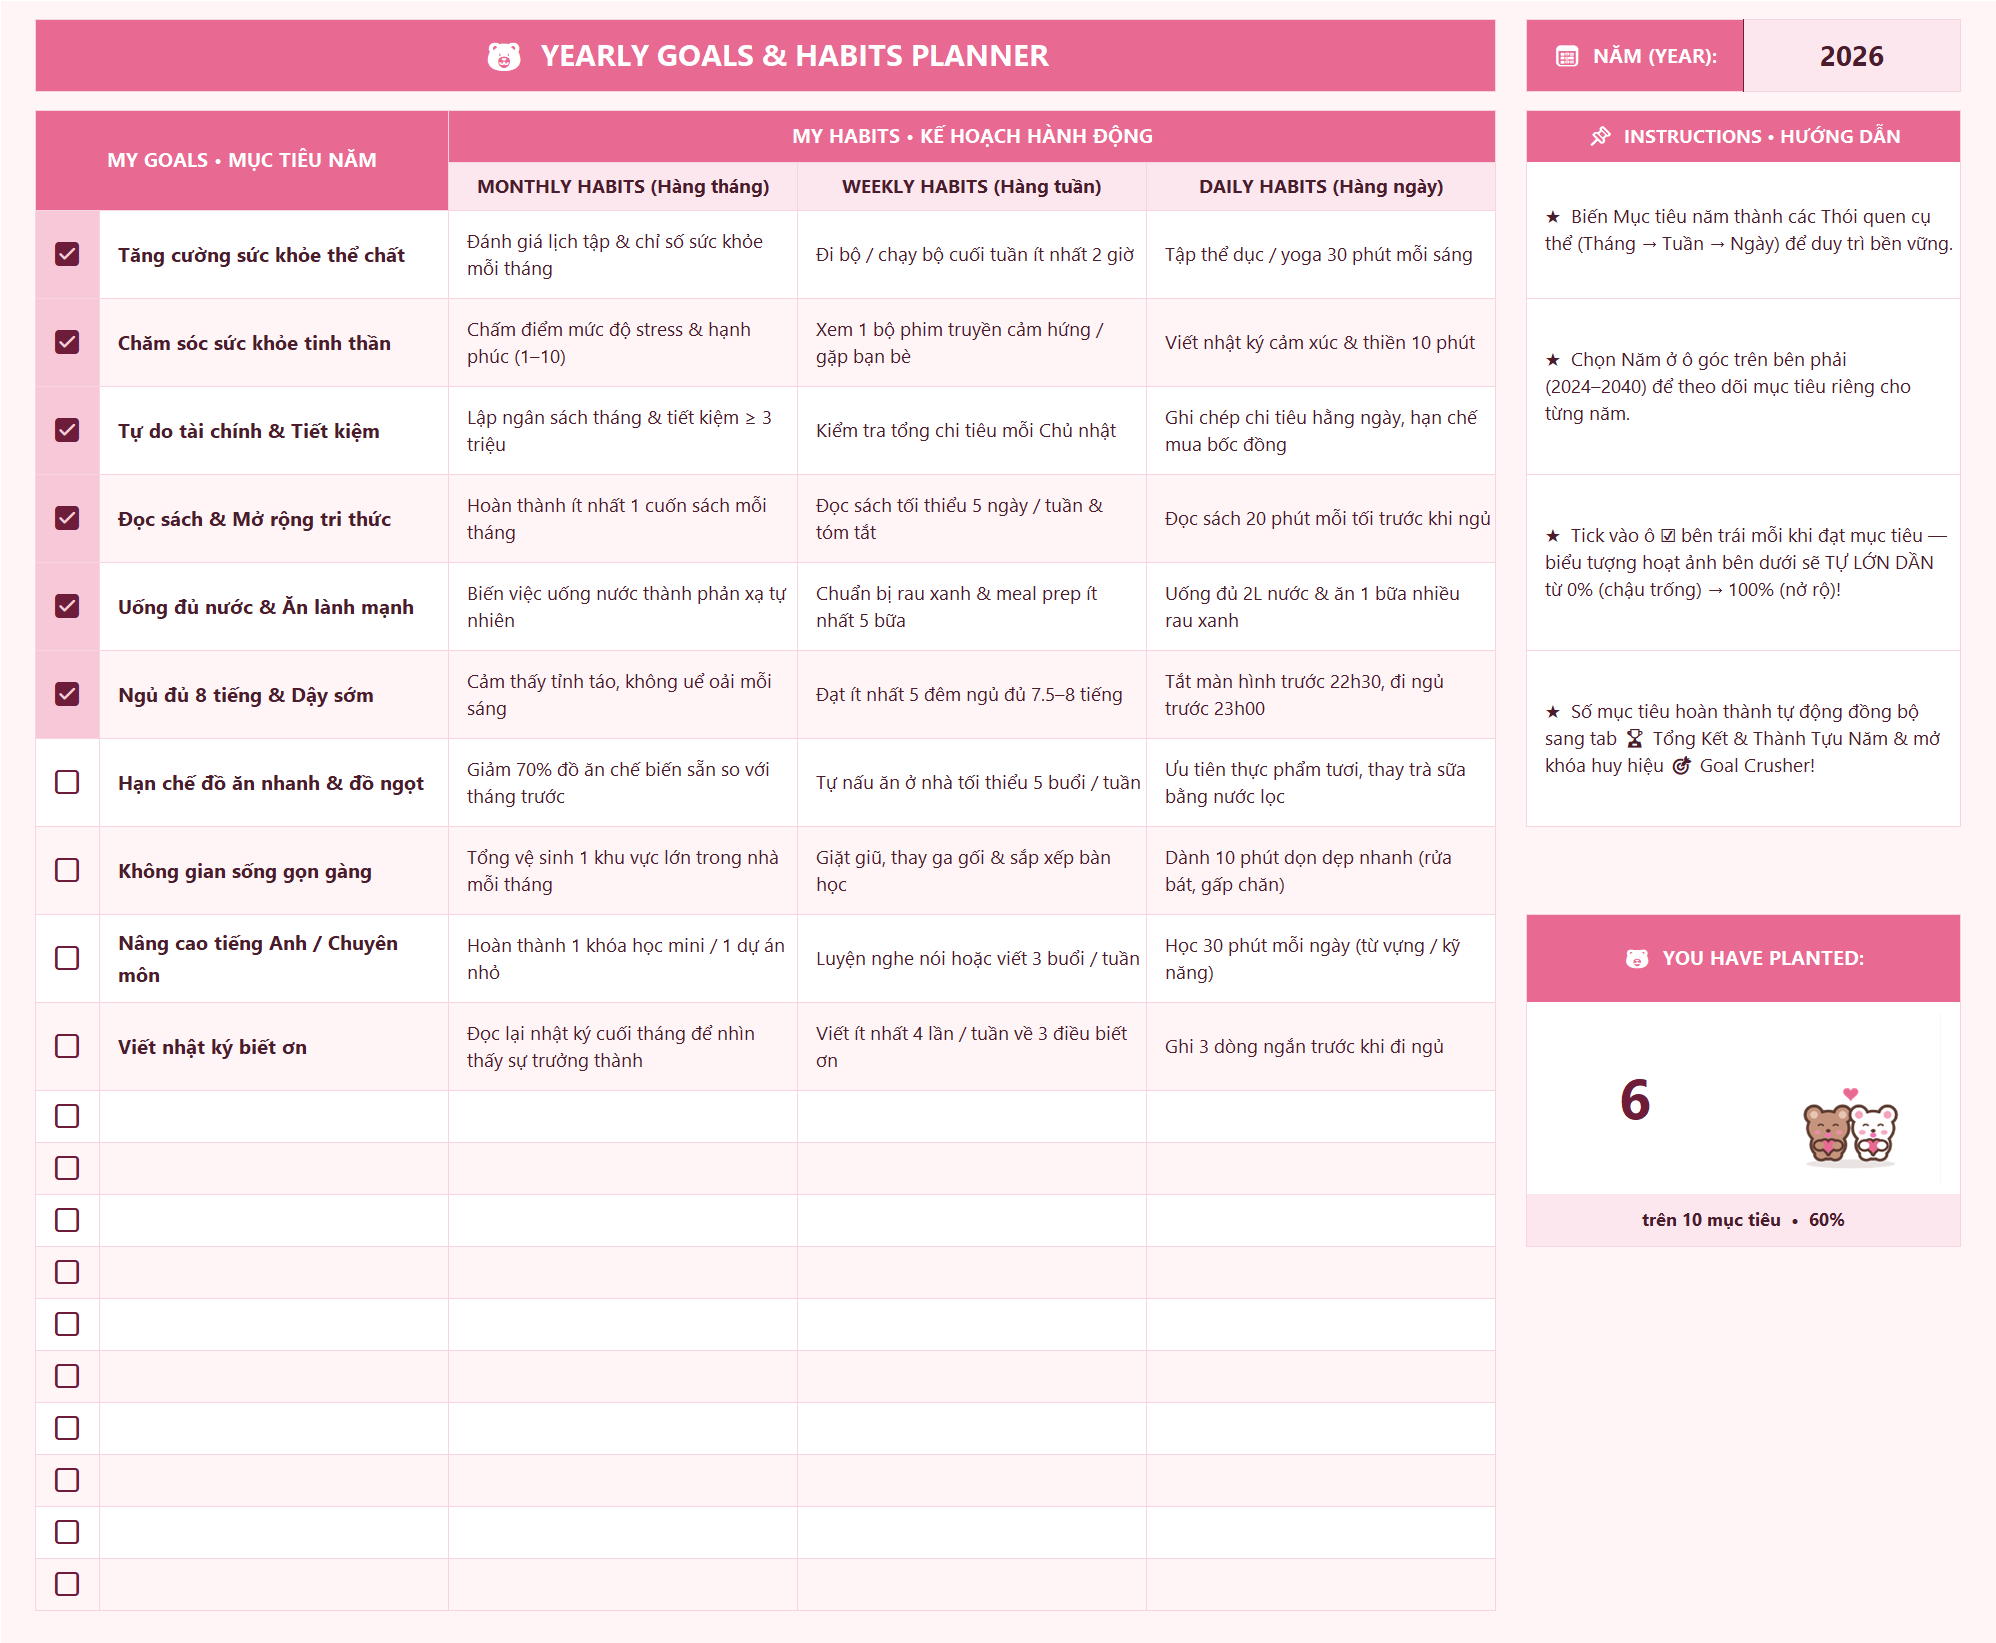 YEARLY GOALS & HABITS PLANNER
NĂM (YEAR):
2026
MY GOALS • MỤC TIÊU NĂM
MY HABITS • KẾ HOẠCH HÀNH ĐỘNG
MONTHLY HABITS (Hàng tháng)
WEEKLY HABITS (Hàng tuần)
DAILY HABITS (Hàng ngày)
Tăng cường sức khỏe thể chất
Đánh giá lịch tập & chỉ số sức khỏe
mỗi tháng
Đi bộ / chạy bộ cuối tuần ít nhất 2 giờ
Tập thể dục / yoga 30 phút mỗi sáng
Chăm sóc sức khỏe tinh thần
Chấm điểm mức độ stress & hạnh
phúc (1–10)
Xem 1 bộ phim truyền cảm hứng /
gặp bạn bè
Viết nhật ký cảm xúc & thiền 10 phút
Tự do tài chính & Tiết kiệm
Lập ngân sách tháng & tiết kiệm ≥ 3
triệu
Kiểm tra tổng chi tiêu mỗi Chủ nhật
Ghi chép chi tiêu hằng ngày, hạn chế
mua bốc đồng
Đọc sách & Mở rộng tri thức
Hoàn thành ít nhất 1 cuốn sách mỗi
tháng
Đọc sách tối thiểu 5 ngày / tuần &
tóm tắt
Đọc sách 20 phút mỗi tối trước khi ngủ
Uống đủ nước & Ăn lành mạnh
Biến việc uống nước thành phản xạ tự
nhiên
Chuẩn bị rau xanh & meal prep ít
nhất 5 bữa
Uống đủ 2L nước & ăn 1 bữa nhiều
rau xanh
Ngủ đủ 8 tiếng & Dậy sớm
Cảm thấy tỉnh táo, không uể oải mỗi
sáng
Đạt ít nhất 5 đêm ngủ đủ 7.5–8 tiếng
Tắt màn hình trước 22h30, đi ngủ
trước 23h00
Hạn chế đồ ăn nhanh & đồ ngọt
Giảm 70% đồ ăn chế biến sẵn so với
tháng trước
Tự nấu ăn ở nhà tối thiểu 5 buổi / tuần
Ưu tiên thực phẩm tươi, thay trà sữa
bằng nước lọc
Không gian sống gọn gàng
Tổng vệ sinh 1 khu vực lớn trong nhà
mỗi tháng
Giặt giũ, thay ga gối & sắp xếp bàn
học
Dành 10 phút dọn dẹp nhanh (rửa
bát, gấp chăn)
Nâng cao tiếng Anh / Chuyên
môn
Hoàn thành 1 khóa học mini / 1 dự án
nhỏ
Luyện nghe nói hoặc viết 3 buổi / tuần
Học 30 phút mỗi ngày (từ vựng / kỹ
năng)
Viết nhật ký biết ơn
Đọc lại nhật ký cuối tháng để nhìn
thấy sự trưởng thành
Viết ít nhất 4 lần / tuần về 3 điều biết
ơn
Ghi 3 dòng ngắn trước khi đi ngủ
INSTRUCTIONS • HƯỚNG DẪN
★ Biến Mục tiêu năm thành các Thói quen cụ
thể (Tháng → Tuần → Ngày) để duy trì bền vững.
★ Chọn Năm ở ô góc trên bên phải
(2024–2040) để theo dõi mục tiêu riêng cho
từng năm.
★ Tick vào ô ☑ bên trái mỗi khi đạt mục tiêu —
biểu tượng hoạt ảnh bên dưới sẽ TỰ LỚN DẦN
từ 0% (chậu trống) → 100% (nở rộ)!
★ Số mục tiêu hoàn thành tự động đồng bộ
sang tab 🏆 Tổng Kết & Thành Tựu Năm & mở
khóa huy hiệu 🎯 Goal Crusher!
YOU HAVE PLANTED:
6
trên 10 mục tiêu • 60%